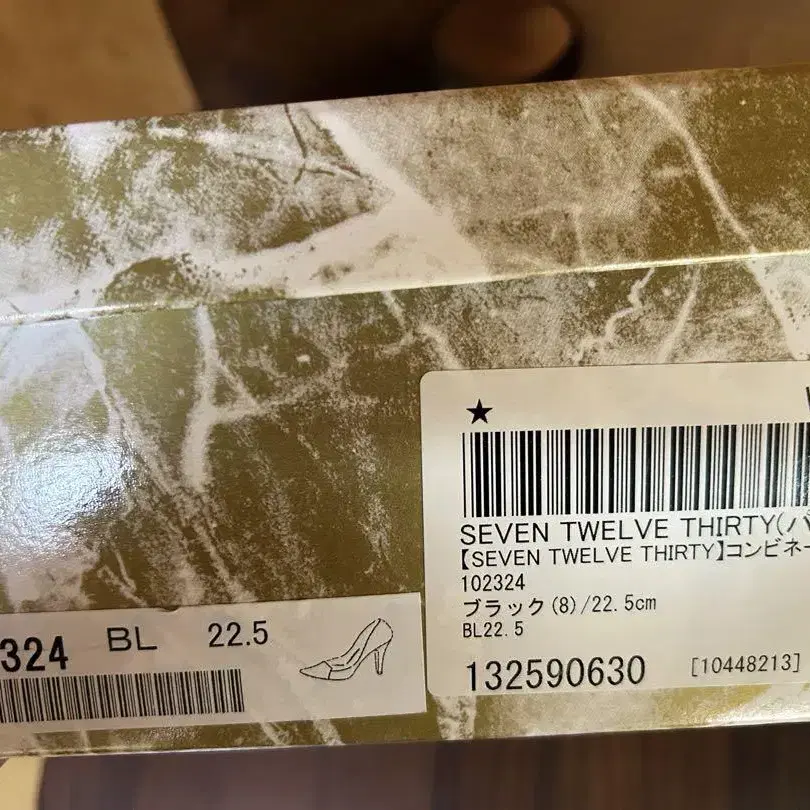 ★
SEVEN TWELVE THIRTY(パ
【SEVEN TWELVE THIRTY】コンビネー
102324
ブラック(8)/22.5cm
BL22.5
132590630 [10448213]
324 BL 22.5